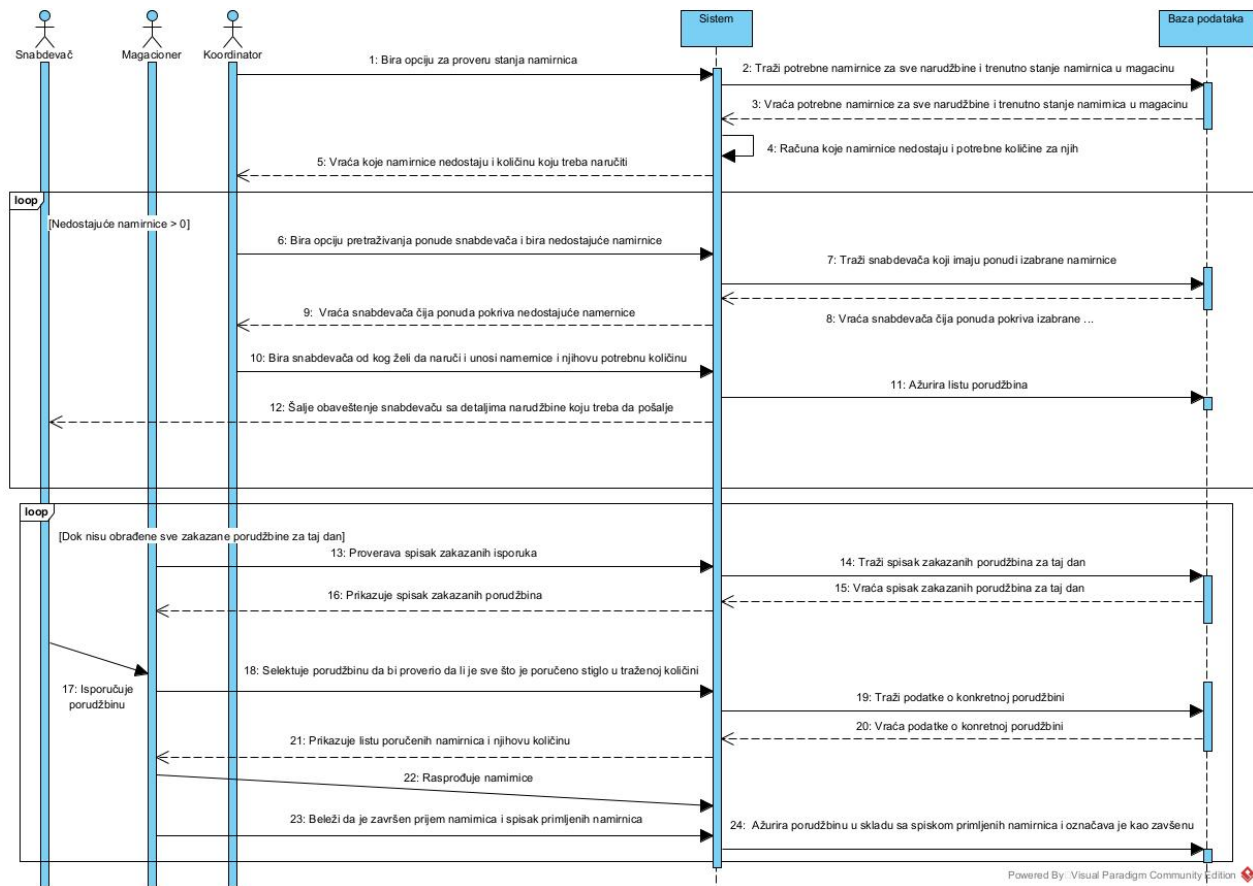 Sistem
Baza podataka
Snabdevač
Magacioner
Koordinator
1: Bira opciju za proveru stanja namirnica
2: Traži potrebne namirnice za sve narudžbine i trenutno stanje namirnica u magacinu
3: Vraća potrebne namirnice za sve narudžbine i trenutno stanje namirnica u magacinu
4: Računa koje namirnice nedostaju i potrebne količine za njih
5: Vraća koje namirnice nedostaju i količinu koju treba naručiti
loop
[Nedostajuće namirnice > 0]
6: Bira opciju pretraživanja ponude snabdevača i bira nedostajuće namirnice
7: Traži snabdevača koji imaju ponudi izabrane namirnice
8: Vraća snabdevača čija ponuda pokriva izabrane ...
9: Vraća snabdevača čija ponuda pokriva nedostajuće namernice
10: Bira snabdevača od kog želi da naruči i unosi namernice i njihovu potrebnu količinu
11: Ažurira listu porudžbina
12: Šalje obaveštenje snabdevaču sa detaljima narudžbine koju treba da pošalje
loop
[Dok nisu obrađene sve zakazane porudžbine za taj dan]
13: Proverava spisak zakazanih isporuka
14: Traži spisak zakazanih porudžbina za taj dan
15: Vraća spisak zakazanih porudžbina za taj dan
16: Prikazuje spisak zakazanih porudžbina
17: Isporučuje
porudžbinu
18: Selektuje porudžbinu da bi proverio da li je sve što je poručeno stiglo u traženoj količini
19: Traži podatke o konkretnoj porudžbini
20: Vraća podatke o konretnoj porudžbini
21: Prikazuje listu poručenih namirnica i njihovu količinu
22: Rasprođuje namirnice
23: Beleži da je završen prijem namirnica i spisak primljenih namirnica
24: Ažurira porudžbinu u skladu sa spiskom primljenih namirnica i označava je kao zavšenu
Powered By: Visual Paradigm Community Edition